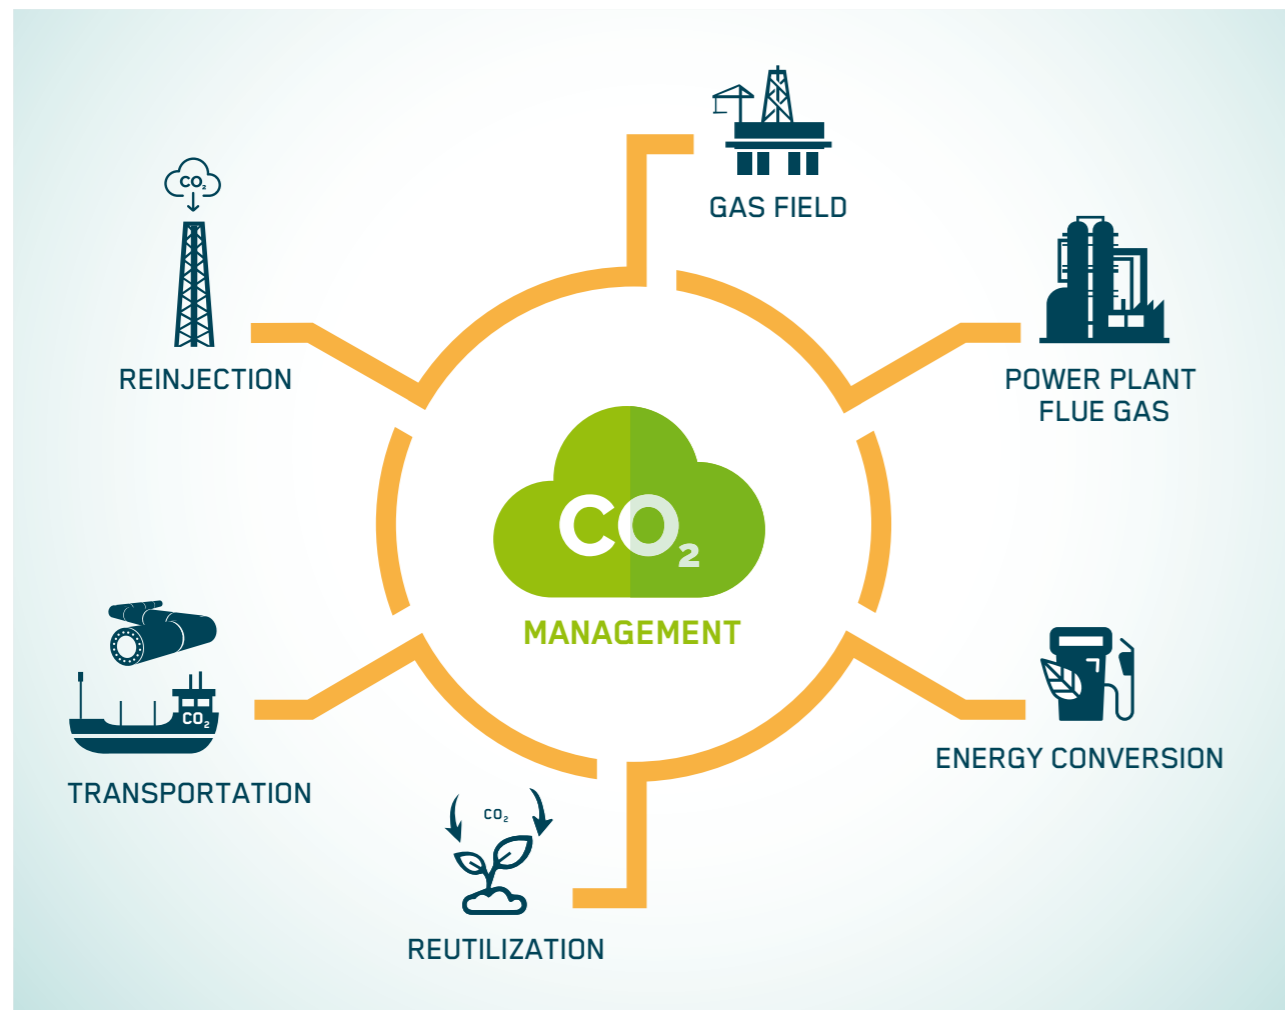 GAS FIELD
CO₂
REINJECTION
POWER PLANT
FLUE GAS
CO₂
MANAGEMENT
CO₂
TRANSPORTATION
ENERGY CONVERSION
CO₂
REUTILIZATION